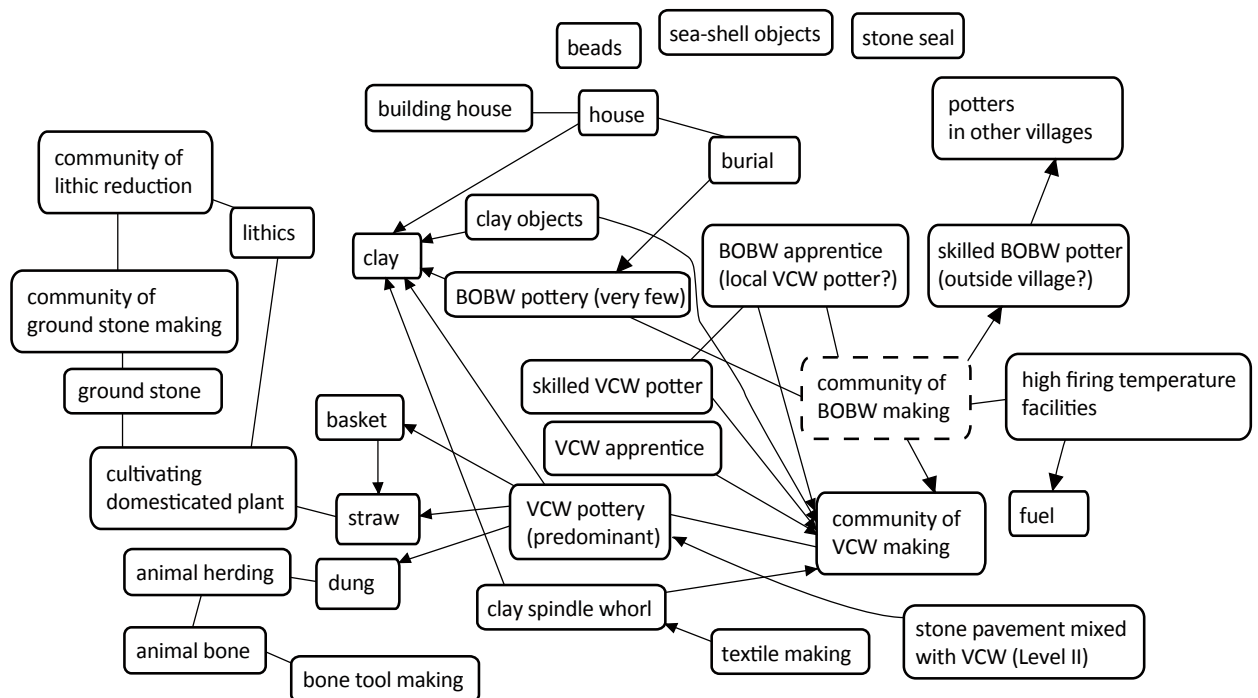 beads
sea-shell objects
stone seal
building house
house
potters
in other villages
community of
lithic reduction
burial
lithics
clay objects
clay
BOBW apprentice
(local VCW potter?)
skilled BOBW potter
(outside village?)
community of
ground stone making
BOBW pottery (very few)
ground stone
skilled VCW potter
community of
BOBW making
high firing temperature
facilities
basket
VCW apprentice
cultivating
domesticated plant
straw
VCW pottery
(predominant)
community of
VCW making
fuel
animal herding
dung
clay spindle whorl
animal bone
bone tool making
textile making
stone pavement mixed
with VCW (Level II)